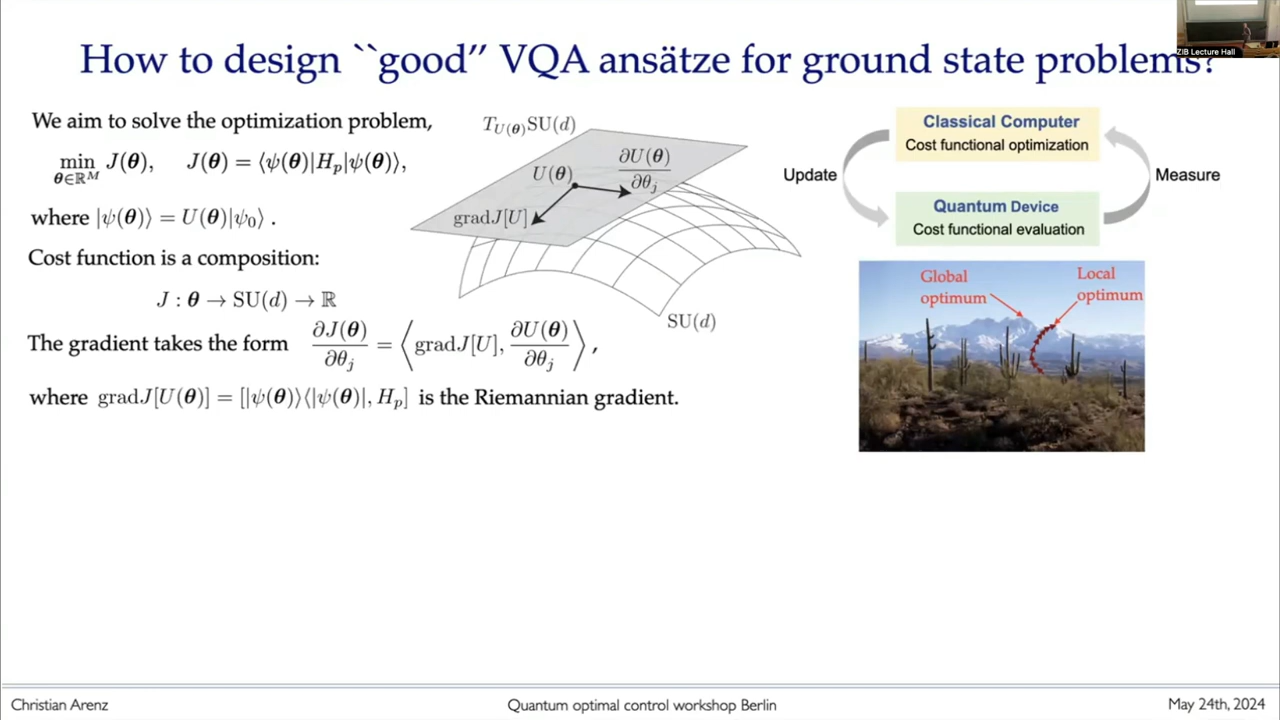 ZIB Lecture Hall
How to design ``good'' VQA ansätze for ground state problems?
We aim to solve the optimization problem,
min_{θ∈ℝ^M} J(θ),  J(θ) = ⟨ψ(θ)|H_p|ψ(θ)⟩,
where |ψ(θ)⟩ = U(θ)|ψ_0⟩ .
Cost function is a composition:
J : θ → SU(d) → ℝ
The gradient takes the form ∂J(θ)/∂θ_j = ⟨gradJ[U], ∂U(θ)/∂θ_j⟩ ,
where gradJ[U(θ)] = [|ψ(θ)⟩⟨|ψ(θ)|, H_p] is the Riemannian gradient.
T_{U(θ)}SU(d)
U(θ)
∂U(θ)/∂θ_j
gradJ[U]
SU(d)
Classical Computer
Cost functional optimization
Update
Measure
Quantum Device
Cost functional evaluation
Global
optimum
Local
optimum
Christian Arenz
Quantum optimal control workshop Berlin
May 24th, 2024